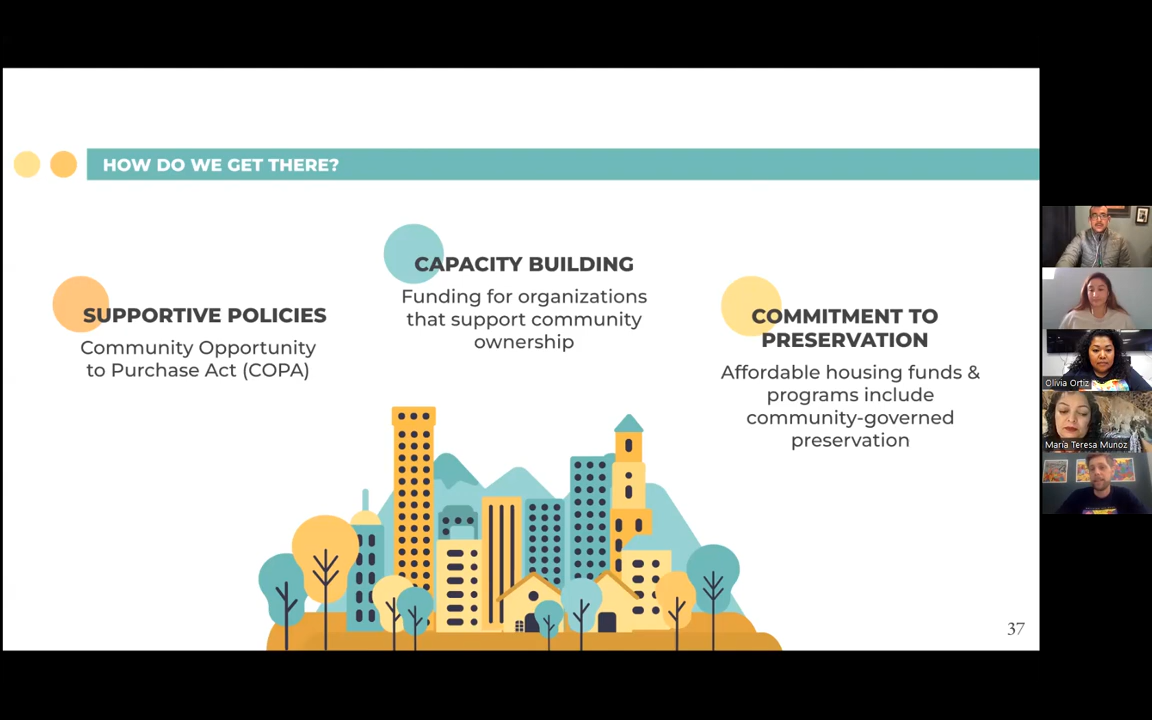 HOW DO WE GET THERE?
SUPPORTIVE POLICIES
Community Opportunity
to Purchase Act (COPA)
CAPACITY BUILDING
Funding for organizations
that support community
ownership
COMMITMENT TO
PRESERVATION
Affordable housing funds &
programs include
community-governed
preservation
37
Olivia Ortiz
Maria Teresa Munoz